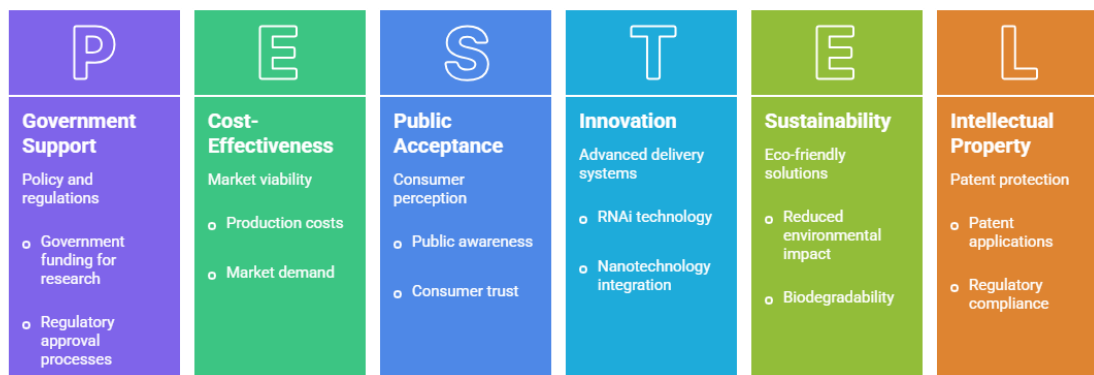 P
Government
Support
Policy and
regulations
Government
funding for
research
Regulatory
approval
processes
E
Cost-
Effectiveness
Market viability
Production costs
Market demand
S
Public
Acceptance
Consumer
perception
Public awareness
Consumer trust
T
Innovation
Advanced delivery
systems
RNAi technology
Nanotechnology
integration
E
Sustainability
Eco-friendly
solutions
Reduced
environmental
impact
Biodegradability
L
Intellectual
Property
Patent protection
Patent
applications
Regulatory
compliance